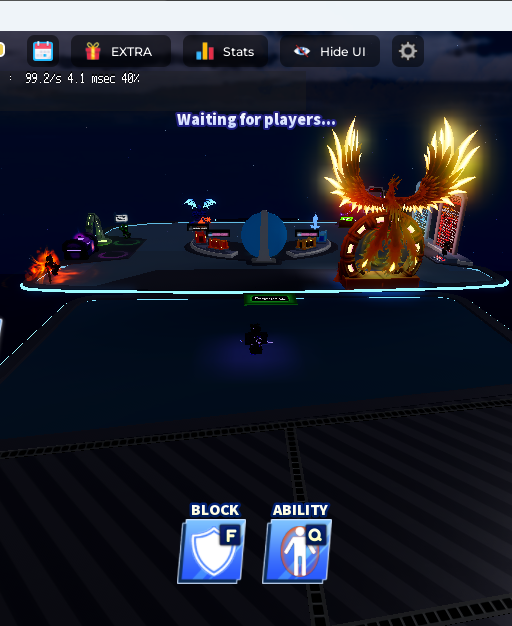 EXTRA
Stats
Hide UI
: 99.2/s 4.1 msec 40%
Waiting for players...
BLOCK
ABILITY
F
Q